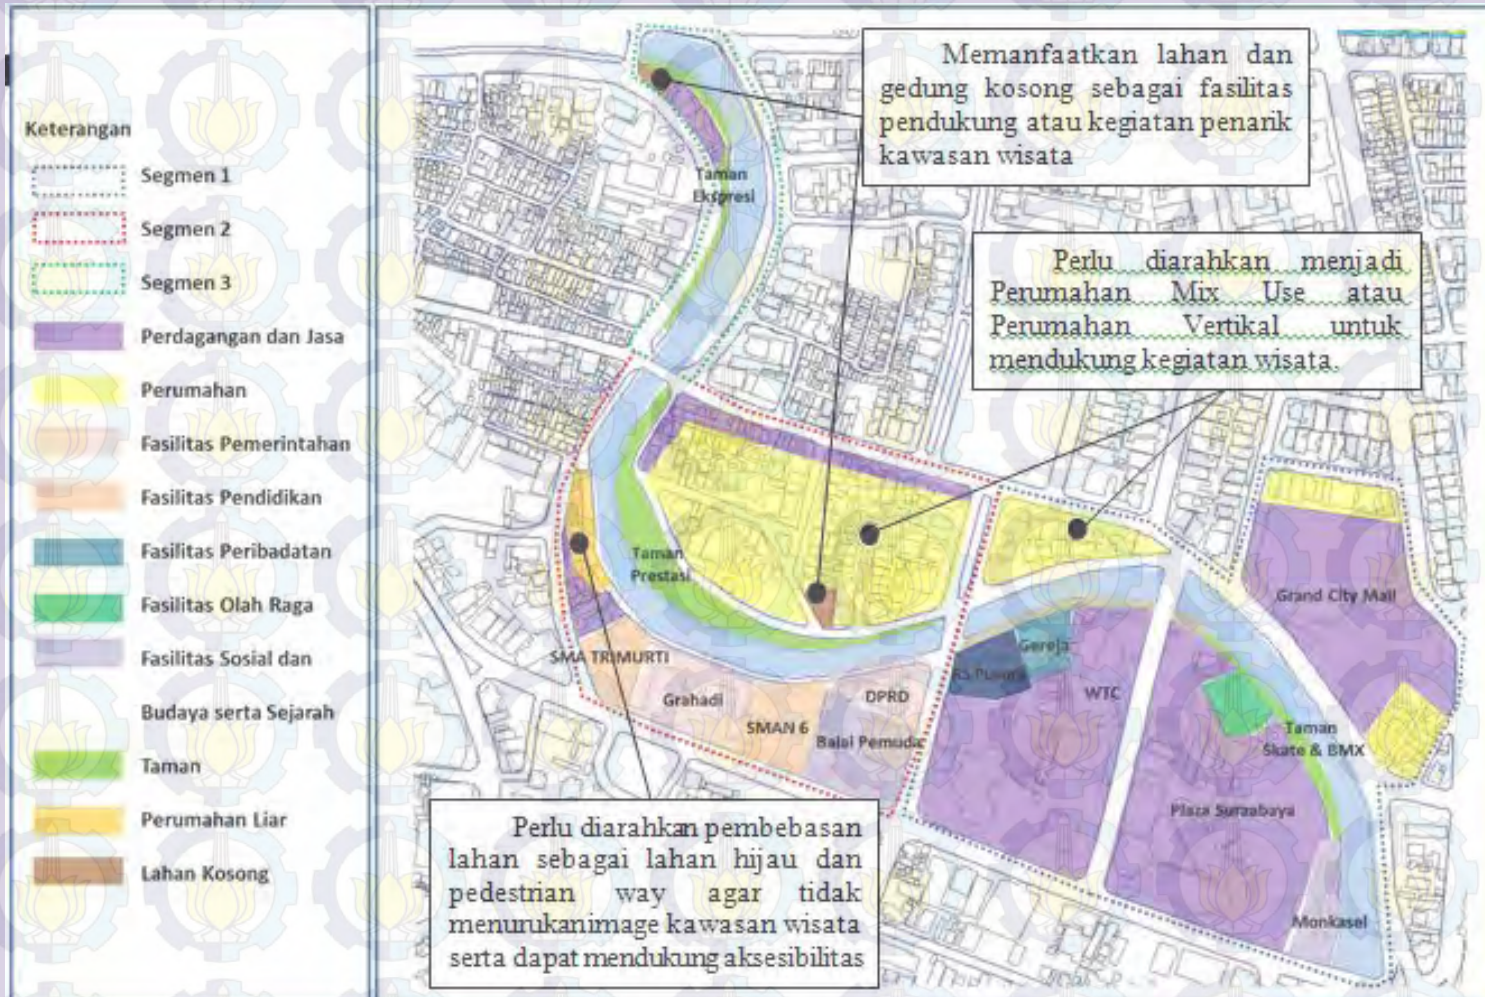 Keterangan
Segmen 1
Segmen 2
Segmen 3
Perdagangan dan Jasa
Perumahan
Fasilitas Pemerintahan
Fasilitas Pendidikan
Fasilitas Peribadatan
Fasilitas Olah Raga
Fasilitas Sosial dan
Budaya serta Sejarah
Taman
Perumahan Liar
Lahan Kosong
Memanfaatkan lahan dan
gedung kosong sebagai fasilitas
pendukung atau kegiatan penarik
kawasan wisata
Taman
Ekspresi
Perlu diarahkan menjadi
Perumahan Mix Use atau
Perumahan Vertikal untuk
mendukung kegiatan wisata.
Taman
Prestasi
Grand City Mall
Gereja
SMA TRIMURTI
RS
WTC
Grahadi
DPRD
SMAN 6
Balai Pemuda
Taman
Skate & BMX
Plaza Suraabaya
Monkasel
Perlu diarahkan pembebasan
lahan sebagai lahan hijau dan
pedestrian way agar tidak
menurukanimage kawasan wisata
serta dapat mendukung aksesibilitas